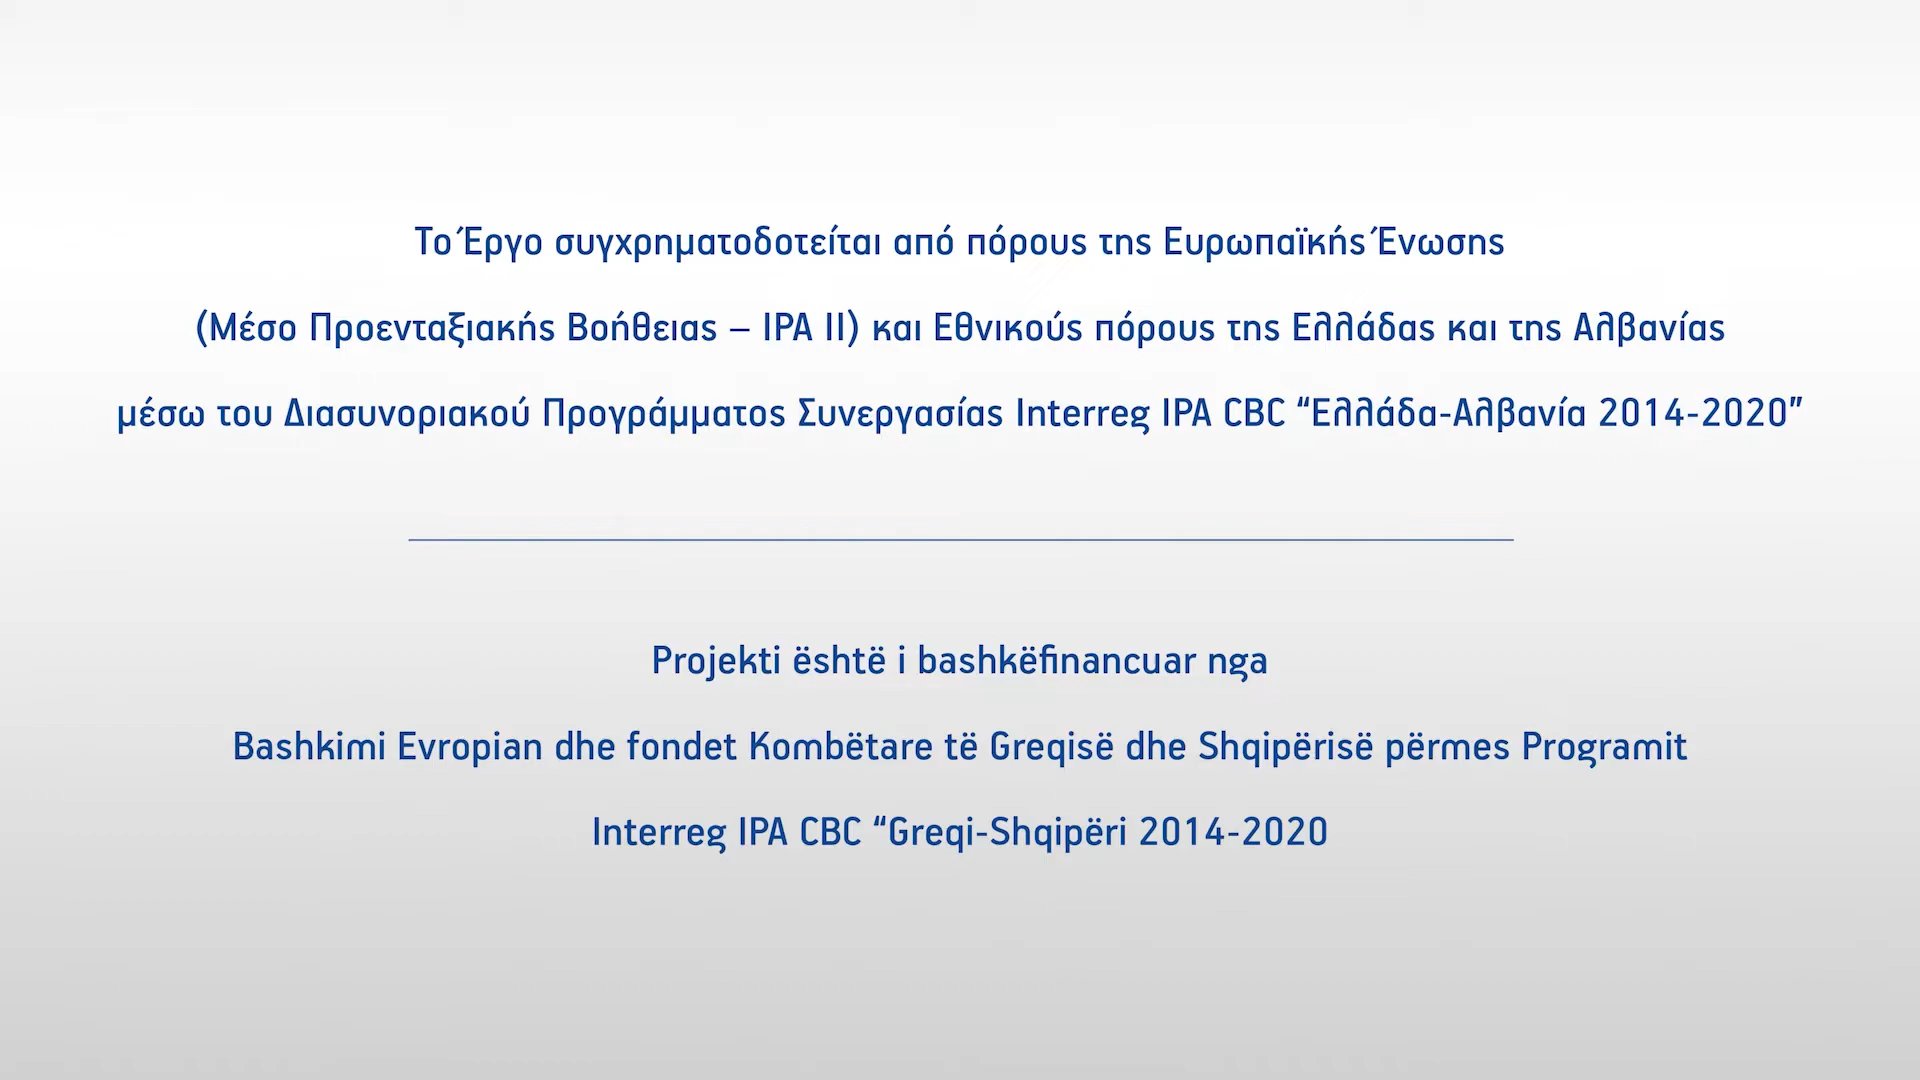 Το Έργο συγχρηματοδοτείται από πόρους της Ευρωπαϊκής Ένωσης
(Μέσο Προενταξιακής Βοήθειας – IPA II) και Εθνικούς πόρους της Ελλάδας και της Αλβανίας
μέσω του Διασυνοριακού Προγράμματος Συνεργασίας Interreg IPA CBC “Ελλάδα-Αλβανία 2014-2020”
Projekti është i bashkëfinancuar nga
Bashkimi Evropian dhe fondet Kombëtare të Greqisë dhe Shqipërisë përmes Programit
Interreg IPA CBC “Greqi-Shqipëri 2014-2020